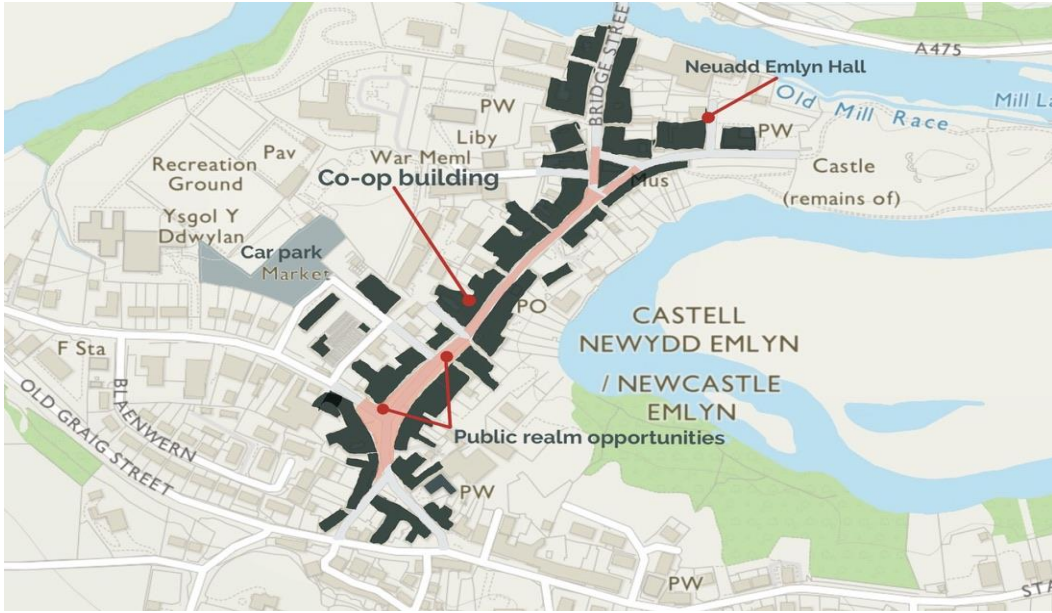 A475
BRIDGE STREET
Neuadd Emlyn Hall
Old Mill Race
Mill La
PW
Liby
PW
Pav
War Meml
Recreation
Ground
Co-op building
Mus
Castle
(remains of)
Ysgol Y
Ddwylan
Car park
Market
PO
CASTELL
NEWYDD EMLYN
/ NEWCASTLE
EMLYN
F Sta
BLAENWERN
OLD GRAIG STREET
Public realm opportunities
PW
PW
STA